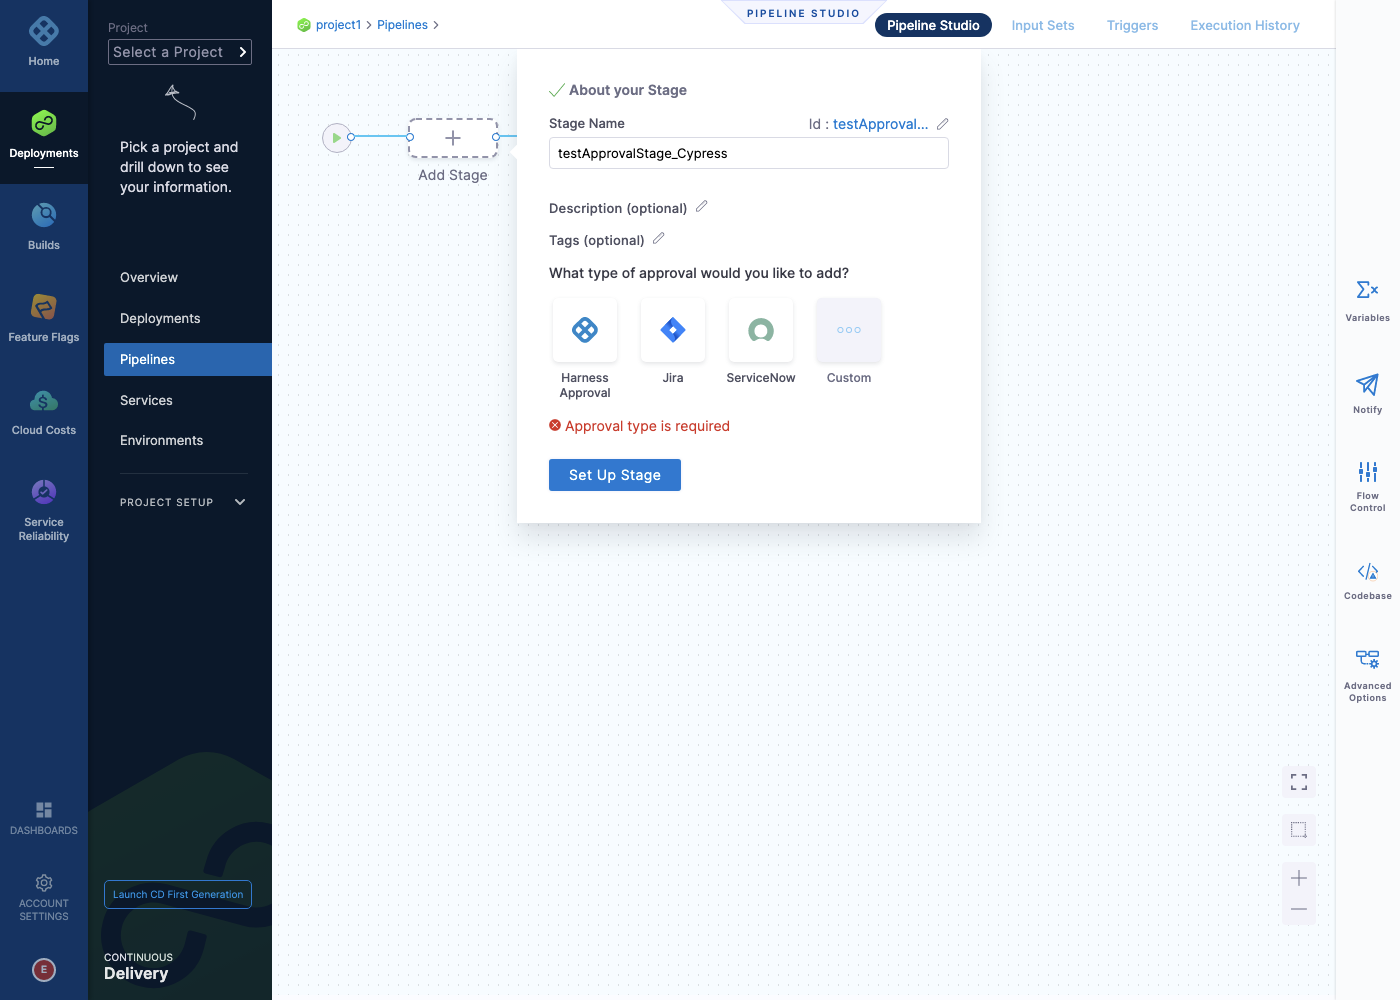 Home
Deployments
Builds
Feature Flags
Cloud Costs
Service
Reliability
DASHBOARDS
ACCOUNT
SETTINGS
E
Project
Select a Project
Pick a project and
drill down to see
your information.
Overview
Deployments
Pipelines
Services
Environments
PROJECT SETUP
Launch CD First Generation
CONTINUOUS
Delivery
project1 > Pipelines >
PIPELINE STUDIO
Pipeline Studio
Input Sets
Triggers
Execution History
Add Stage
About your Stage
Stage Name
Id : testApproval...
testApprovalStage_Cypress
Description (optional)
Tags (optional)
What type of approval would you like to add?
Harness
Approval
Jira
ServiceNow
Custom
Approval type is required
Set Up Stage
Variables
Notify
Flow
Control
Codebase
Advanced
Options